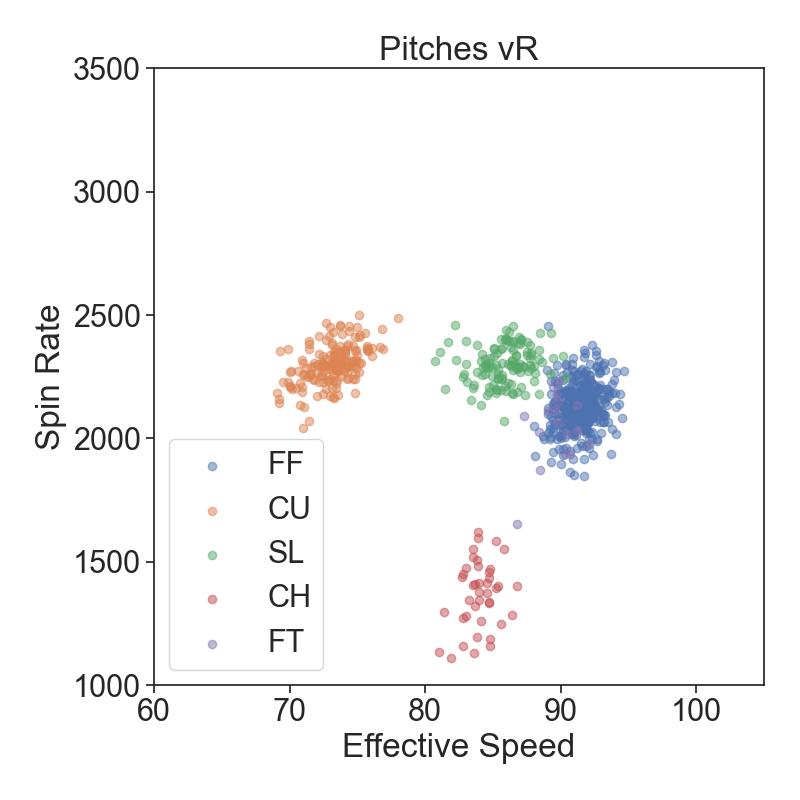 Pitches vR
3500
3000
2500
2000
1500
1000
Spin Rate
FF
CU
SL
CH
FT
60 70 80 90 100
Effective Speed